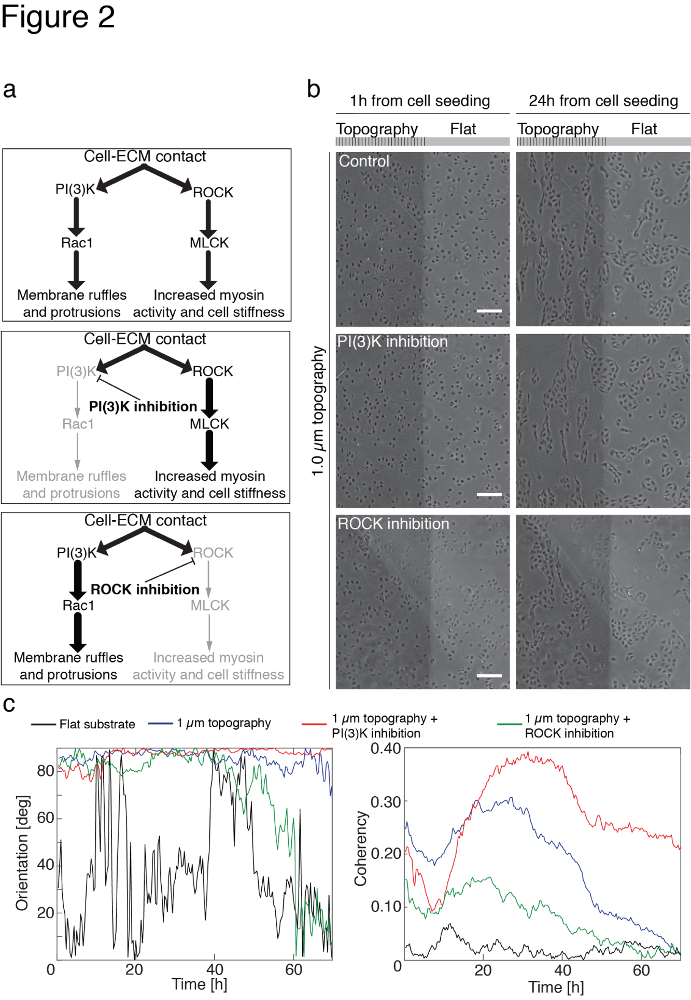 Figure 2
a
Cell-ECM contact
PI(3)K
ROCK
Rac1
MLCK
Membrane ruffles
and protrusions
Increased myosin
activity and cell stiffness
Cell-ECM contact
PI(3)K
ROCK
PI(3)K inhibition
Rac1
MLCK
Membrane ruffles
and protrusions
Increased myosin
activity and cell stiffness
Cell-ECM contact
PI(3)K
ROCK
ROCK inhibition
Rac1
MLCK
Membrane ruffles
and protrusions
Increased myosin
activity and cell stiffness
b
1h from cell seeding
24h from cell seeding
Topography
Flat
Topography
Flat
1.0 µm topography
Control
PI(3)K inhibition
ROCK inhibition
c
Flat substrate
1 µm topography
1 µm topography +
PI(3)K inhibition
1 µm topography +
ROCK inhibition
Orientation [deg]
80
60
40
20
0
20
40
60
Time [h]
Coherency
0.40
0.30
0.20
0.10
0
20
40
60
Time [h]